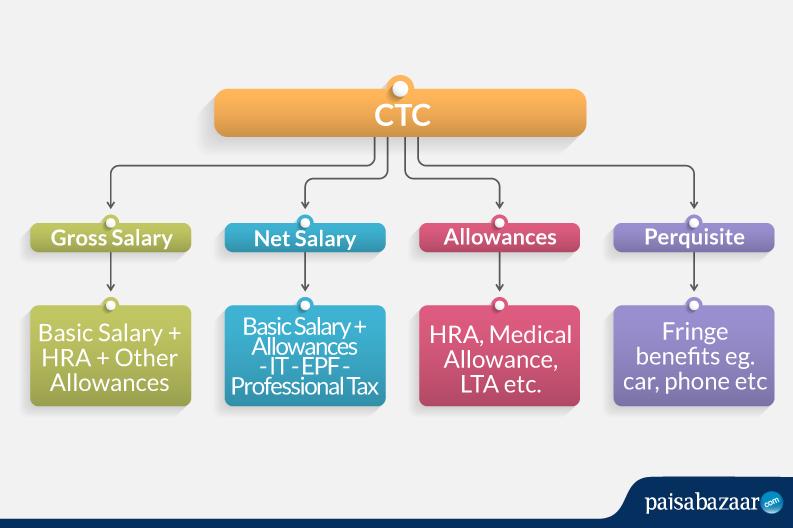 CTC
Gross Salary
Net Salary
Allowances
Perquisite
Basic Salary +
HRA + Other
Allowances
Basic Salary +
Allowances
- IT - EPF -
Professional Tax
HRA, Medical
Allowance,
LTA etc.
Fringe
benefits eg.
car, phone etc
paisabazaar.com